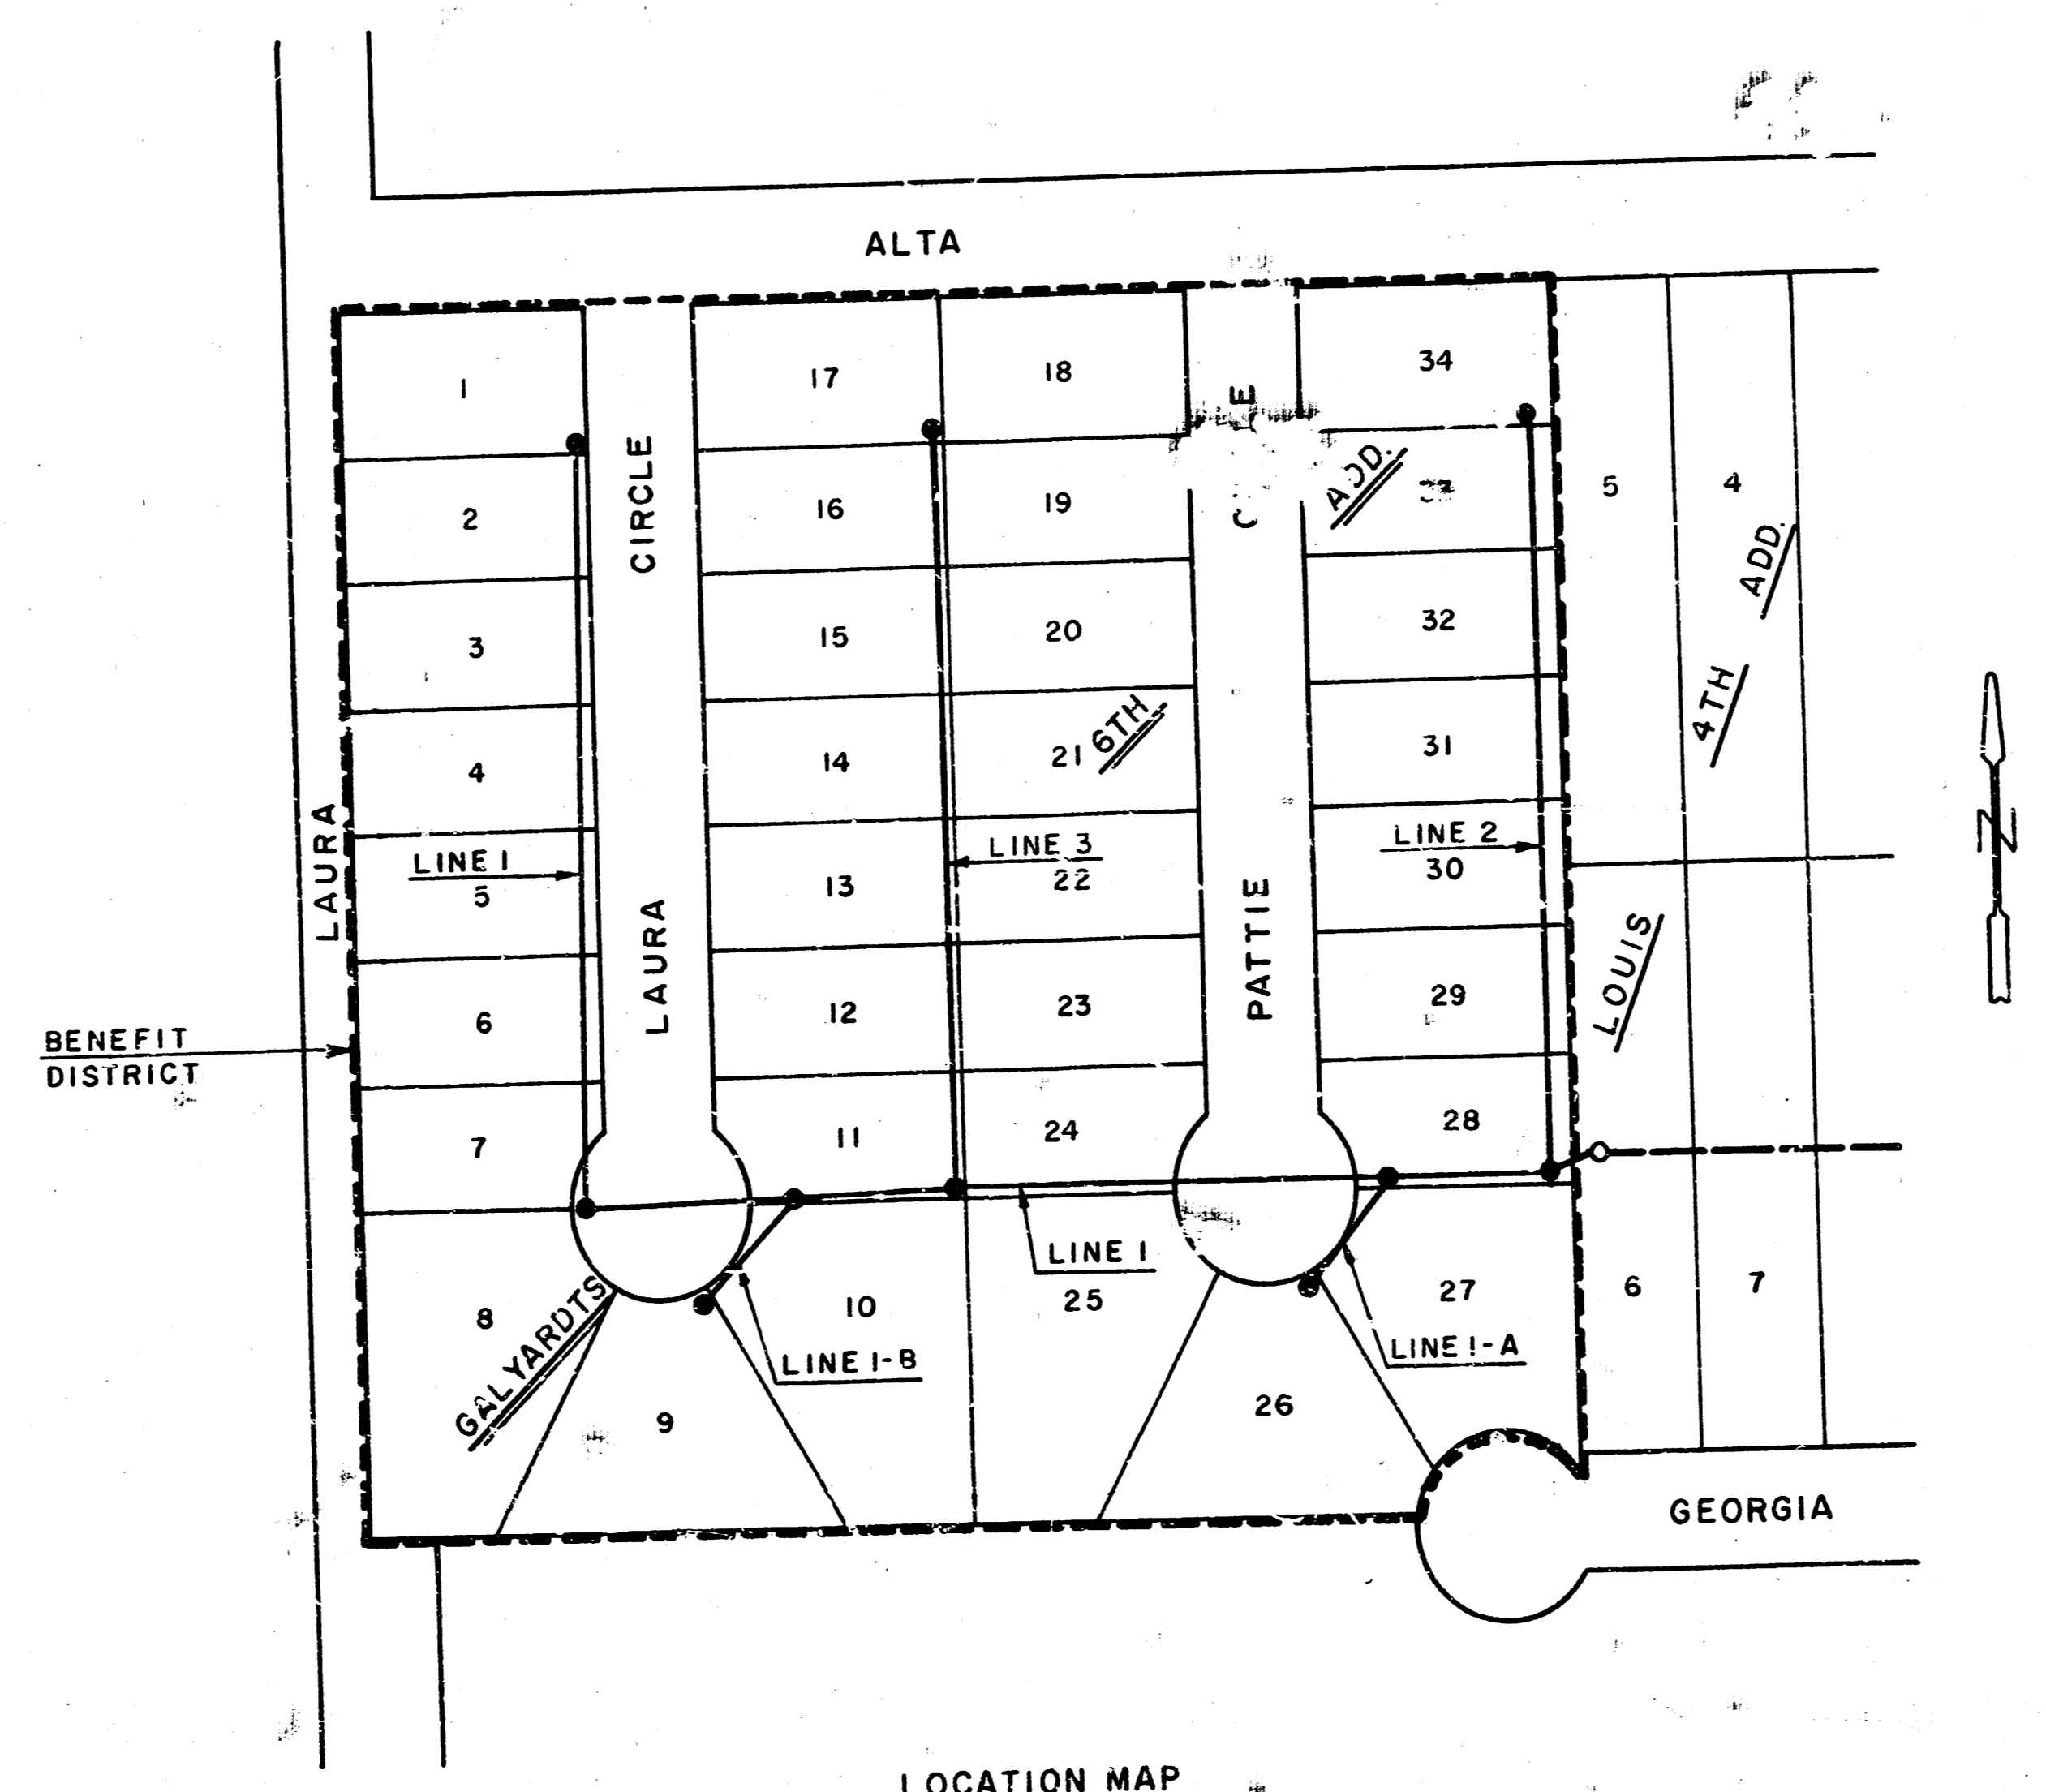 ALTA
1
17
18
34
CIRCLE
ADD.
2
16
19
5
4
ADD.
3
15
20
32
4
14
21
6TH
31
4TH
LAURA
LINE 1
5
13
LINE 3
22
LINE 2
30
N
LAURA
PATTIE
LOUIS
BENEFIT
DISTRICT
6
12
23
29
7
11
24
28
LINE 1
8
GALYARDTS
10
25
27
6
7
LINE 1-B
LINE 1-A
9
26
GEORGIA
LOCATION MAP